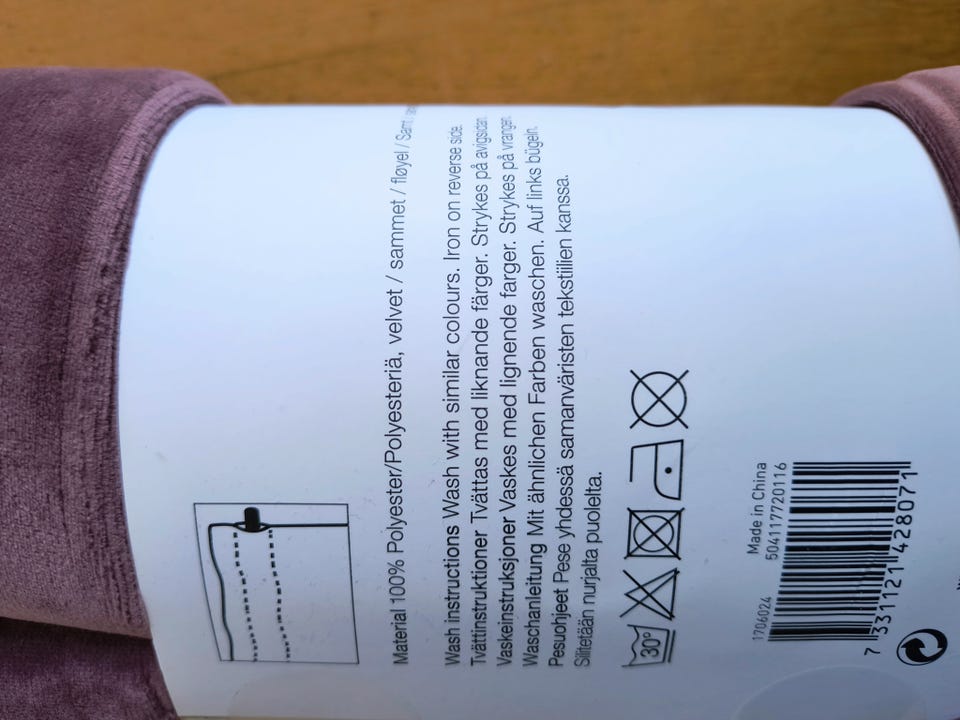 Material 100% Polyester/Polyesteriä, velvet / sammet / fløyel / Samt
Wash instructions Wash with similar colours. Iron on reverse side.
Tvättinstruktioner Tvättas med liknande färger. Strykes på avigsidan.
Vaskeinstruksjoner Vaskes med lignende farger. Strykes på vrangen.
Waschanleitung Mit ähnlichen Farben waschen. Auf links bügeln.
Pesuohjeet Pese yhdessä samanväristen tekstiilien kanssa.
Silitetään nurjalta puolelta.
30°
Made in China
1706024 504117720116
7 331121 428071